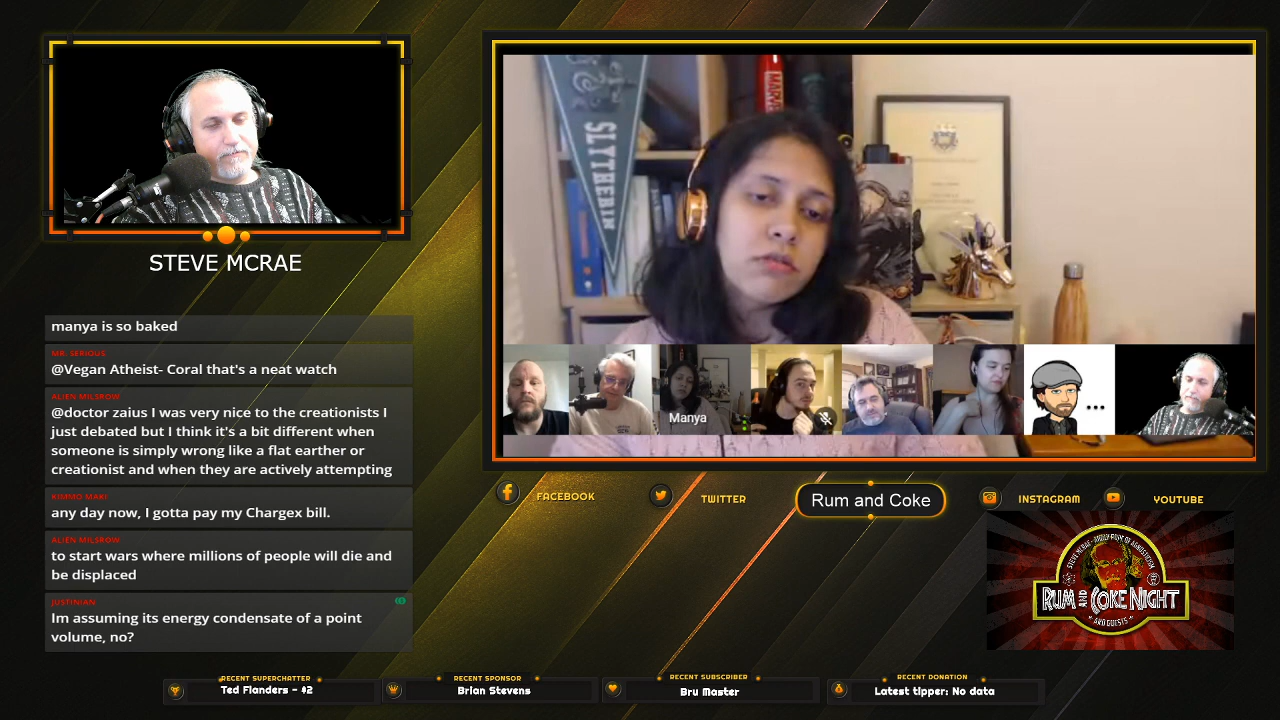 SLYTHERIN
MARVEL
STEVE MCRAE
manya is so baked
MR. SERIOUS
@Vegan Atheist- Coral that's a neat watch
ALIEN MILSROW
@doctor zaius I was very nice to the creationists I
just debated but I think it's a bit different when
someone is simply wrong like a flat earther or
creationist and when they are actively attempting
KIMMO MAKI
any day now, I gotta pay my Chargex bill.
ALIEN MILSROW
to start wars where millions of people will die and
be displaced
JUSTINIAN
Im assuming its energy condensate of a point
volume, no?
Manya
...
FACEBOOK
TWITTER
Rum and Coke
INSTAGRAM
YOUTUBE
RUM AND COKE NIGHT
AND GUESTS
RECENT SUPERCHATTER
Ted Flanders - $2
RECENT SPONSOR
Brian Stevens
RECENT SUBSCRIBER
Bru Master
RECENT DONATION
Latest tipper: No data